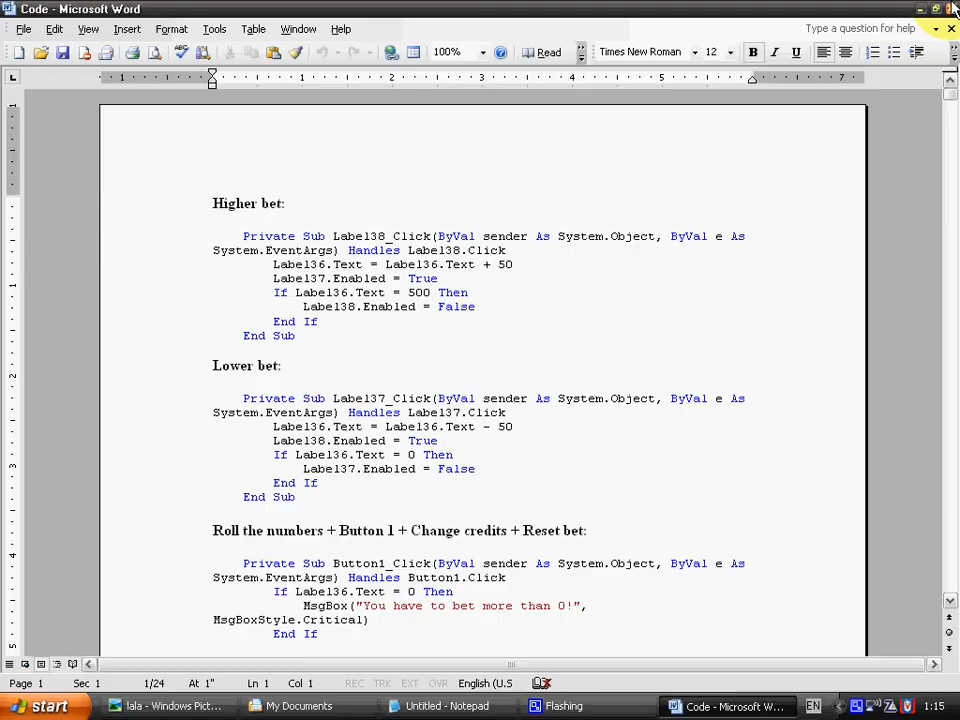 Code - Microsoft Word
File Edit View Insert Format Tools Table Window Help Type a question for help
100% Read Times New Roman 12 B I U
1 1 2 3 4 5 7
Higher bet:
Private Sub Label38_Click(ByVal sender As System.Object, ByVal e As
System.EventArgs) Handles Label38.Click
Label36.Text = Label36.Text + 50
Label37.Enabled = True
If Label36.Text = 500 Then
Label38.Enabled = False
End If
End Sub
Lower bet:
Private Sub Label37_Click(ByVal sender As System.Object, ByVal e As
System.EventArgs) Handles Label37.Click
Label36.Text = Label36.Text - 50
Label38.Enabled = True
If Label36.Text = 0 Then
Label37.Enabled = False
End If
End Sub
Roll the numbers + Button 1 + Change credits + Reset bet:
Private Sub Button1_Click(ByVal sender As System.Object, ByVal e As
System.EventArgs) Handles Button1.Click
If Label36.Text = 0 Then
MsgBox("You have to bet more than 0!",
MsgBoxStyle.Critical)
End If
Page 1 Sec 1 1/24 At 1" Ln 1 Col 1 REC TRK EXT OVR English (U.S
start lala - Windows Pict... My Documents Untitled - Notepad Flashing Code - Microsoft W... EN 1:15